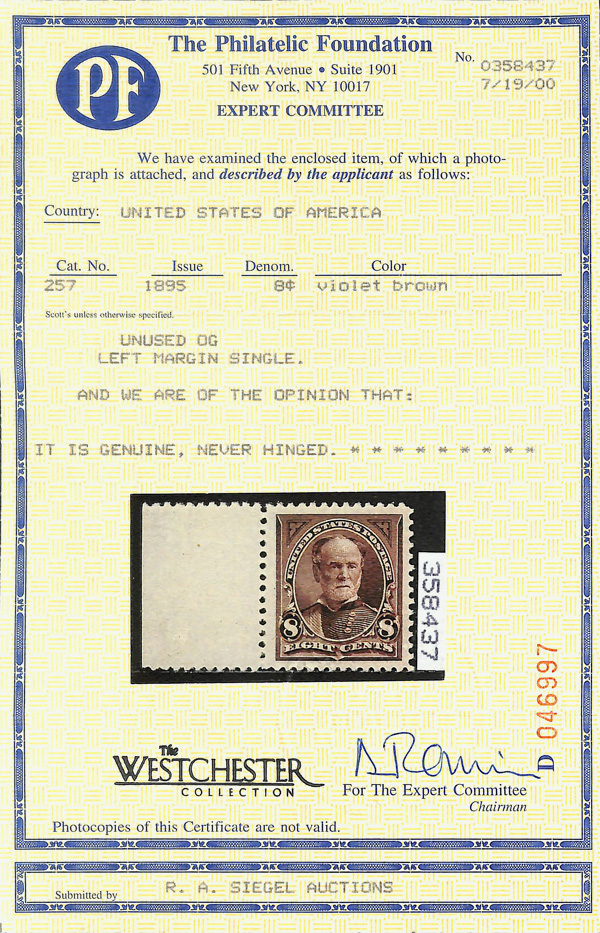 PF
The Philatelic Foundation
501 Fifth Avenue • Suite 1901
New York, NY 10017
EXPERT COMMITTEE
No. 0358437
7/19/00
We have examined the enclosed item, of which a photo-
graph is attached, and described by the applicant as follows:
Country: UNITED STATES OF AMERICA
Cat. No. Issue Denom. Color
257 1895 8¢ violet brown
Scott's unless otherwise specified.
UNUSED OG
LEFT MARGIN SINGLE.
AND WE ARE OF THE OPINION THAT:
IT IS GENUINE, NEVER HINGED. * * * * * * * * *
UNITED STATES POSTAGE
8 8
EIGHT CENTS
358437
D 046997
The
WESTCHESTER
COLLECTION
For The Expert Committee
Chairman
Photocopies of this Certificate are not valid.
Submitted by R. A. SIEGEL AUCTIONS